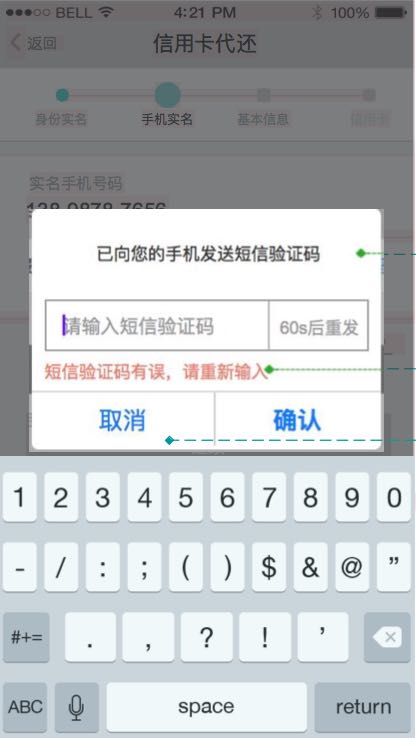 BELL 4:21 PM 100%
返回 信用卡代还
身份实名 手机实名 基本信息 信用卡
实名手机号码
138 9878 7656
已向您的手机发送短信验证码
请输入短信验证码 60s后重发
短信验证码有误，请重新输入
取消 确认
1 2 3 4 5 6 7 8 9 0
- / : ; ( ) $ & @ ”
#+= . , ? ! ’
ABC space return